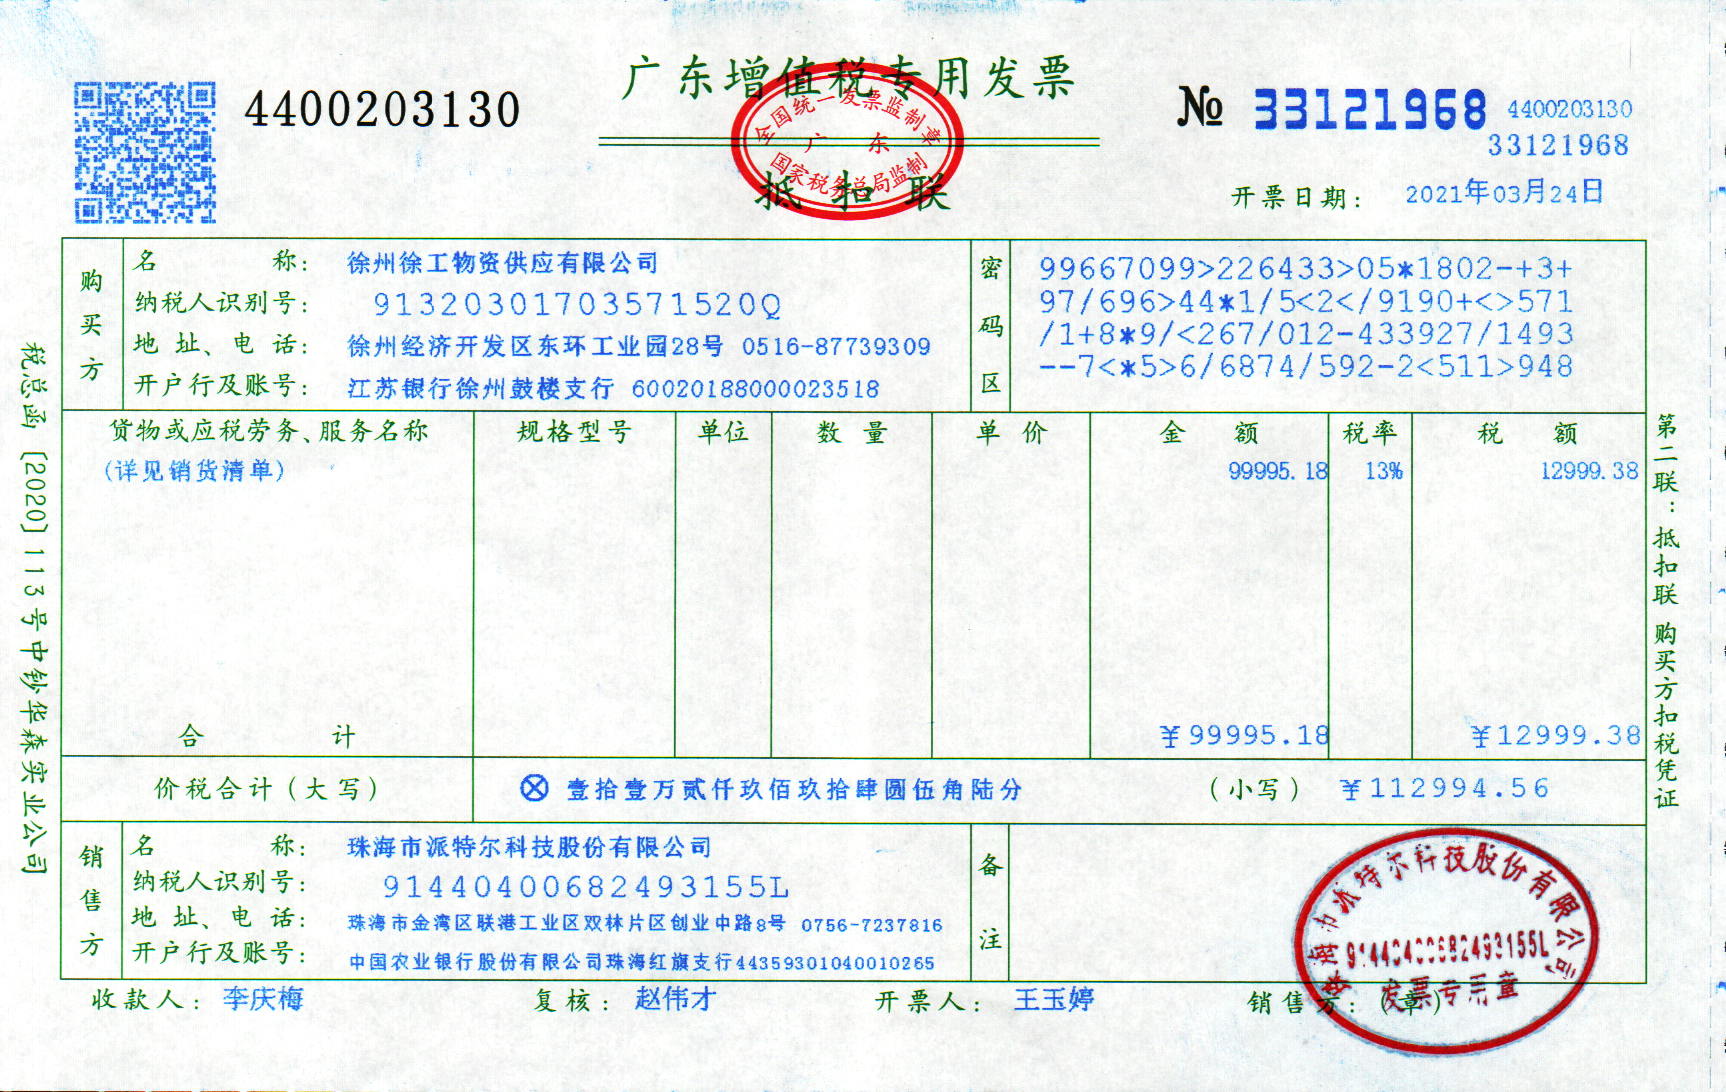 广东增值税专用发票
4400203130
№ 33121968
4400203130
33121968
全国统一发票监制章
广东
国家税务总局监制
抵扣联
开票日期： 2021年03月24日
购买方
名称： 徐州徐工物资供应有限公司
纳税人识别号： 91320301703571520Q
地址、电话： 徐州经济开发区东环工业园28号 0516-87739309
开户行及账号： 江苏银行徐州鼓楼支行 60020188000023518
密码区
99667099>226433>05*1802-+3+
97/696>44*1/5<2</9190+<>571
/1+8*9/<267/012-433927/1493
--7<*5>6/6874/592-2<511>948
货物或应税劳务、服务名称 规格型号 单位 数量 单价 金额 税率 税额
(详见销货清单) 99995.18 13% 12999.38
合计 ￥99995.18 ￥12999.38
价税合计（大写） ⊗壹拾壹万贰仟玖佰玖拾肆圆伍角陆分 （小写） ￥112994.56
销售方
名称： 珠海市派特尔科技股份有限公司
纳税人识别号： 91440400682493155L
地址、电话： 珠海市金湾区联港工业区双林片区创业中路8号 0756-7237816
开户行及账号： 中国农业银行股份有限公司珠海红旗支行44359301040010265
备注
收款人： 李庆梅 复核： 赵伟才 开票人： 王玉婷 销售方：（章）
珠海市派特尔科技股份有限公司
91440400682493155L
发票专用章
税总函[2020]113号中钞华森实业公司
第二联：抵扣联 购买方扣税凭证